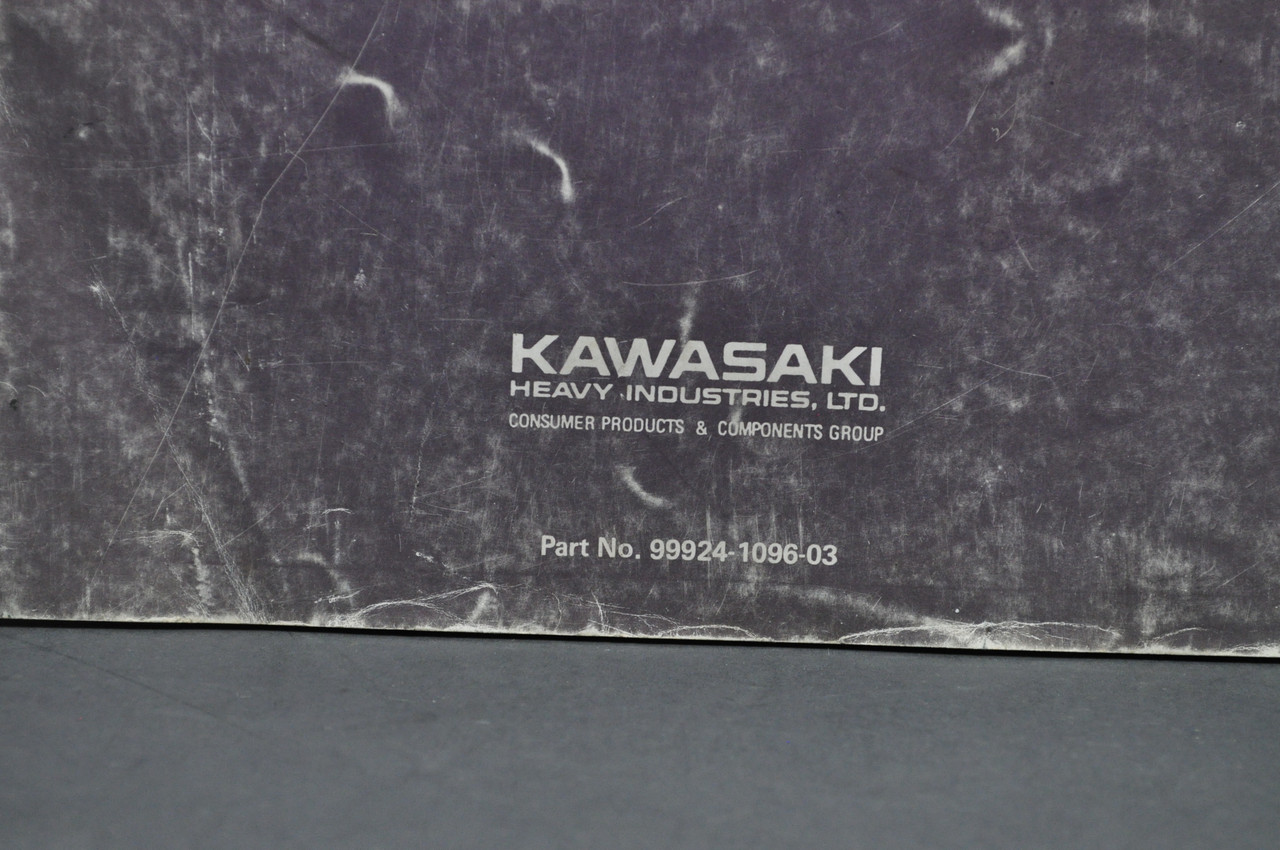 KAWASAKI
HEAVY INDUSTRIES, LTD.
CONSUMER PRODUCTS & COMPONENTS GROUP
Part No. 99924-1096-03